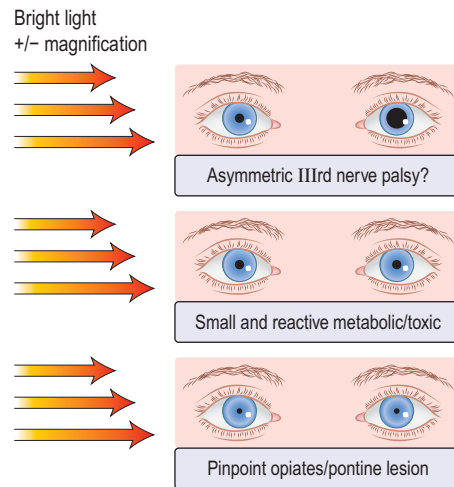 Bright light
+/− magnification
Asymmetric IIIrd nerve palsy?
Small and reactive metabolic/toxic
Pinpoint opiates/pontine lesion